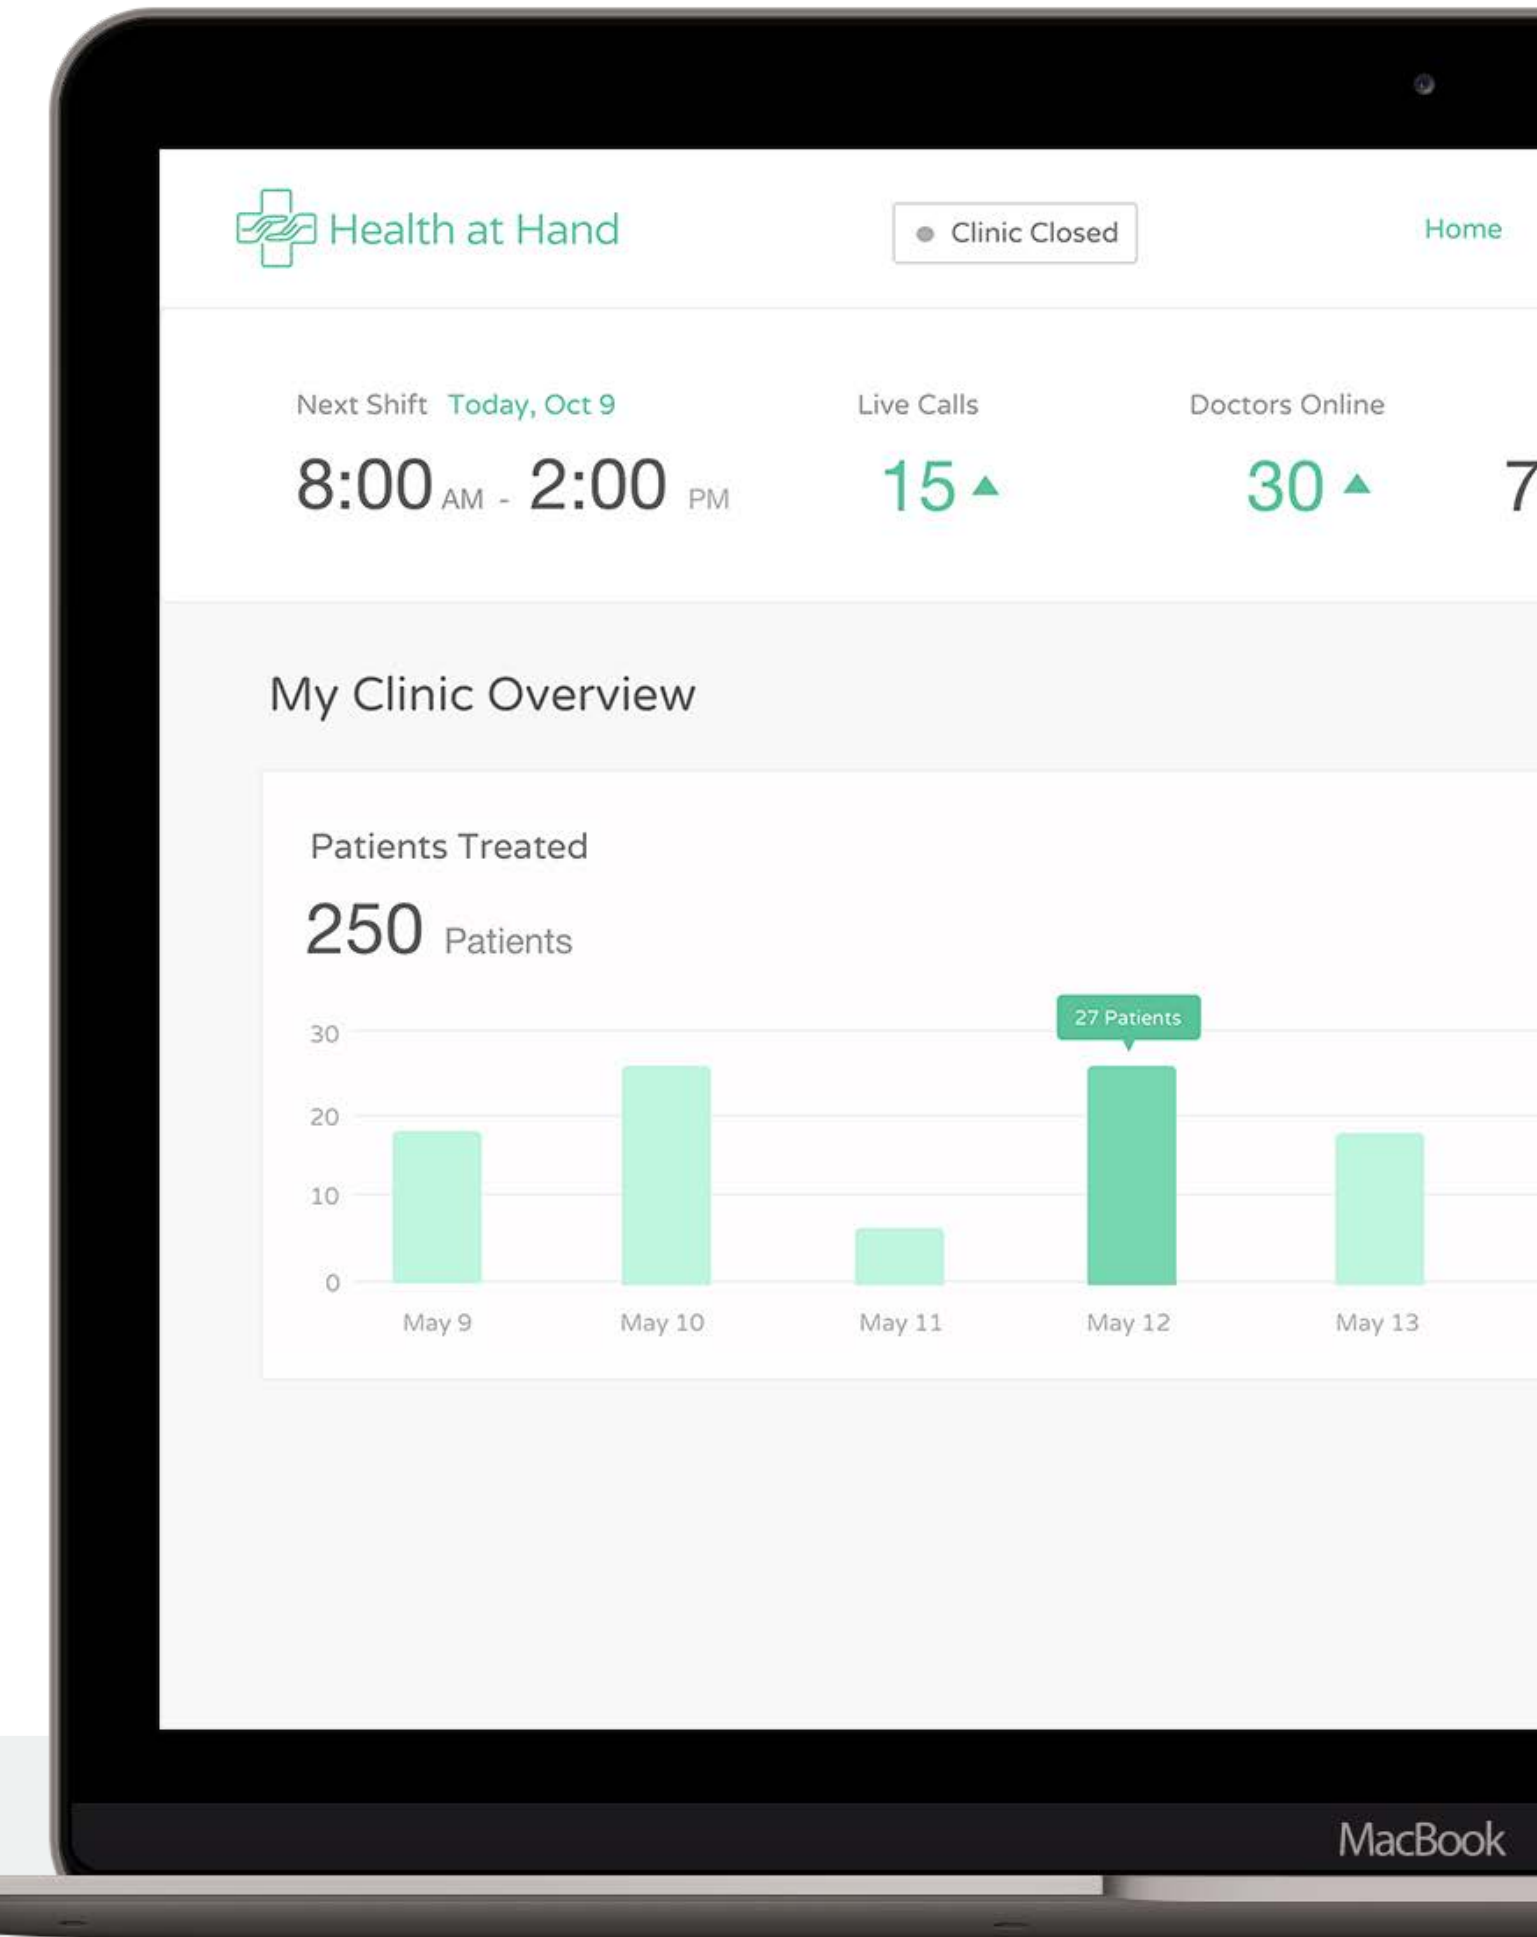 Health at Hand
Clinic Closed
Home
Next Shift Today, Oct 9
8:00 AM - 2:00 PM
Live Calls
15
Doctors Online
30
7
My Clinic Overview
Patients Treated
250 Patients
27 Patients
30
20
10
0
May 9 May 10 May 11 May 12 May 13
MacBook